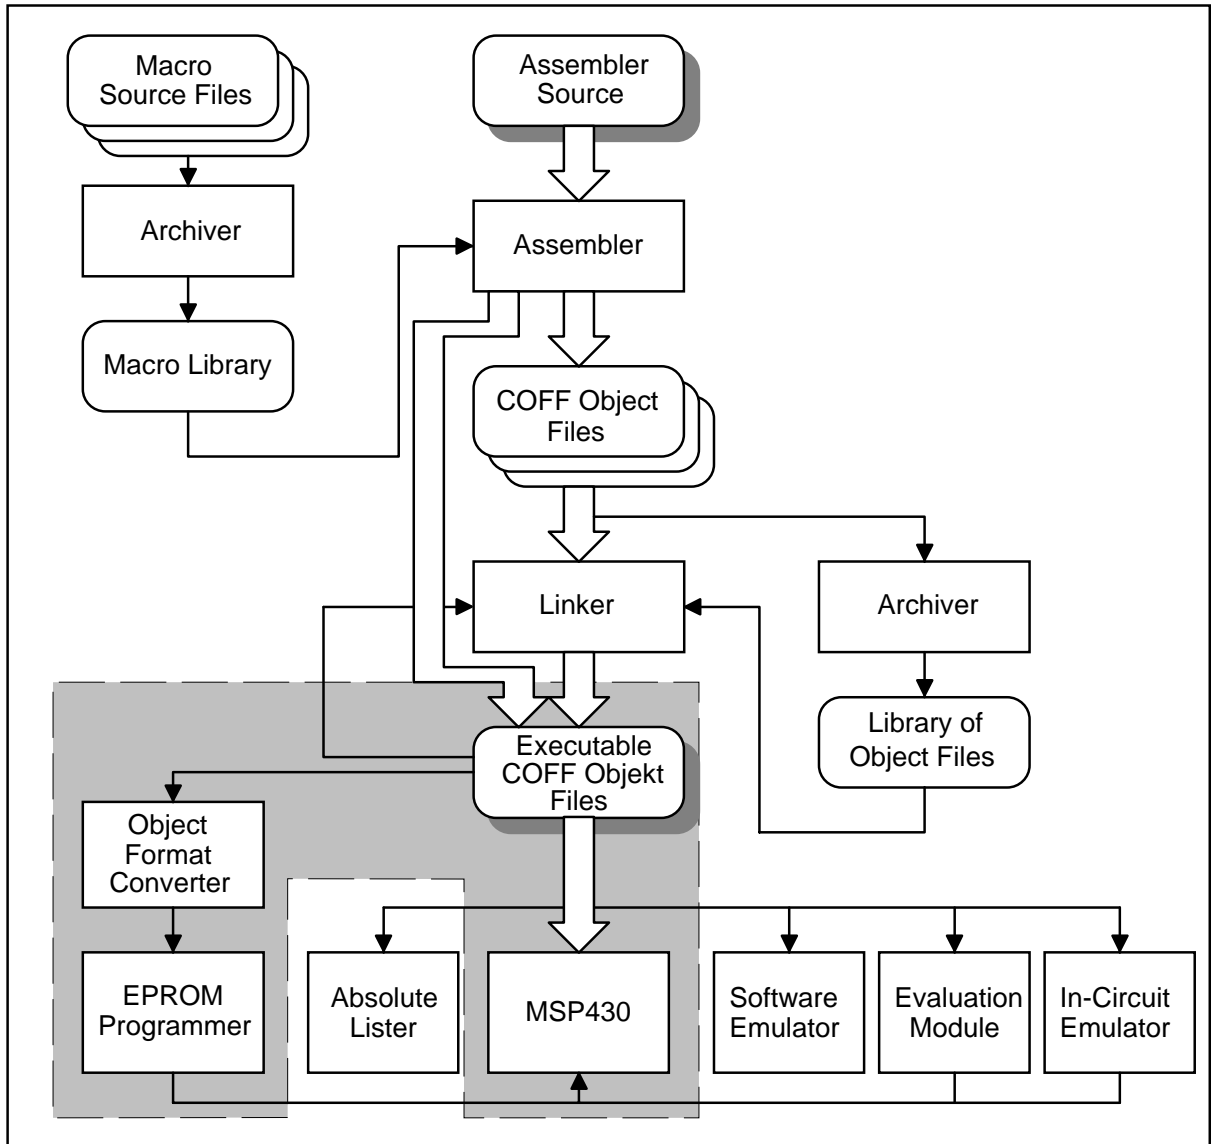 Macro
Source Files
Assembler
Source
Archiver
Assembler
Macro Library
COFF Object
Files
Linker
Archiver
Executable
COFF Objekt
Files
Library of
Object Files
Object
Format
Converter
EPROM
Programmer
Absolute
Lister
MSP430
Software
Emulator
Evaluation
Module
In-Circuit
Emulator